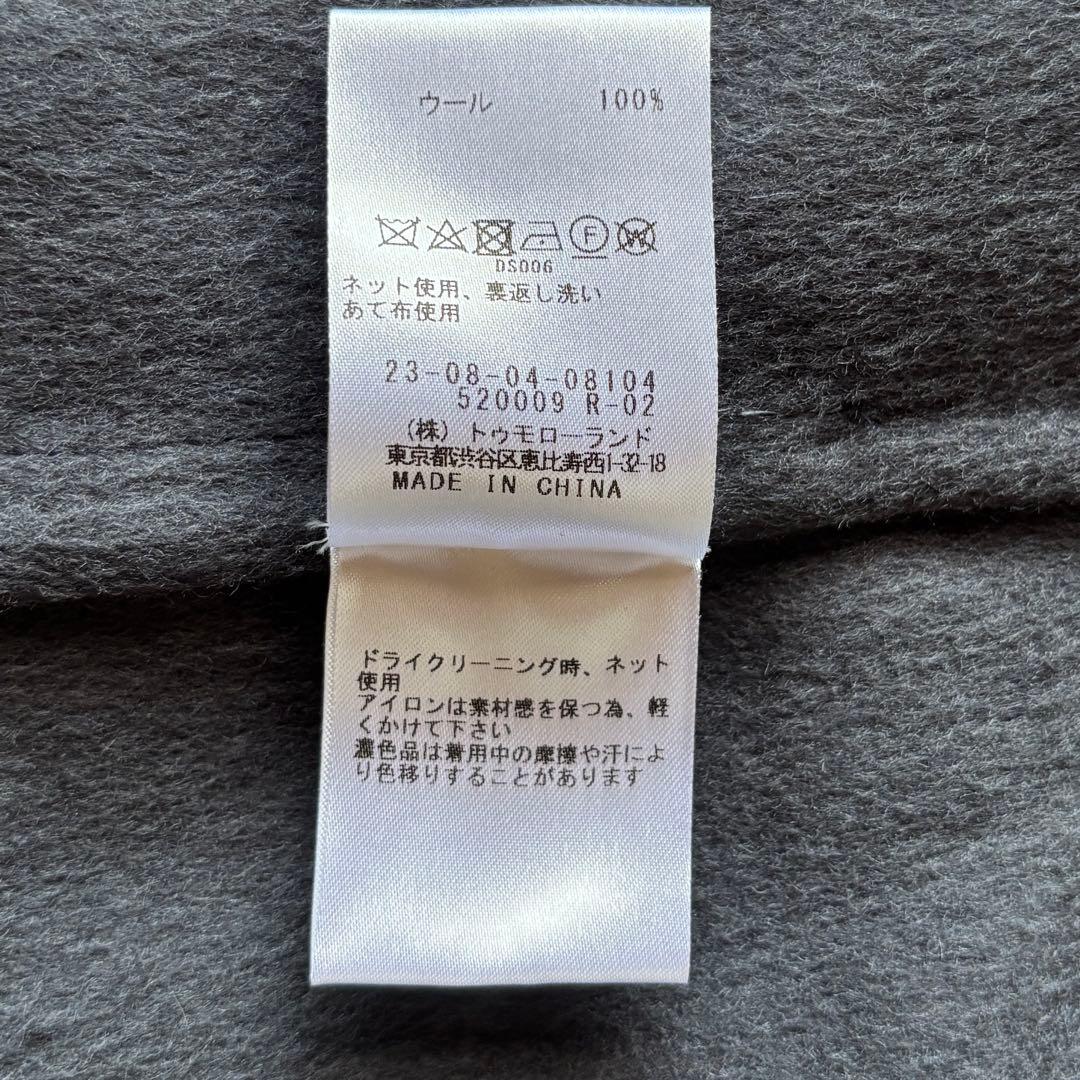 ウール 100%
F W
DS006
ネット使用、裏返し洗い
あて布使用
23-08-04-08104
520009 R-02
(株) トゥモローランド
東京都渋谷区恵比寿西1-32-18
MADE IN CHINA
ドライクリーニング時、ネット
使用
アイロンは素材感を保つ為、軽
くかけて下さい
濃色品は着用中の摩擦や汗によ
り色移りすることがあります